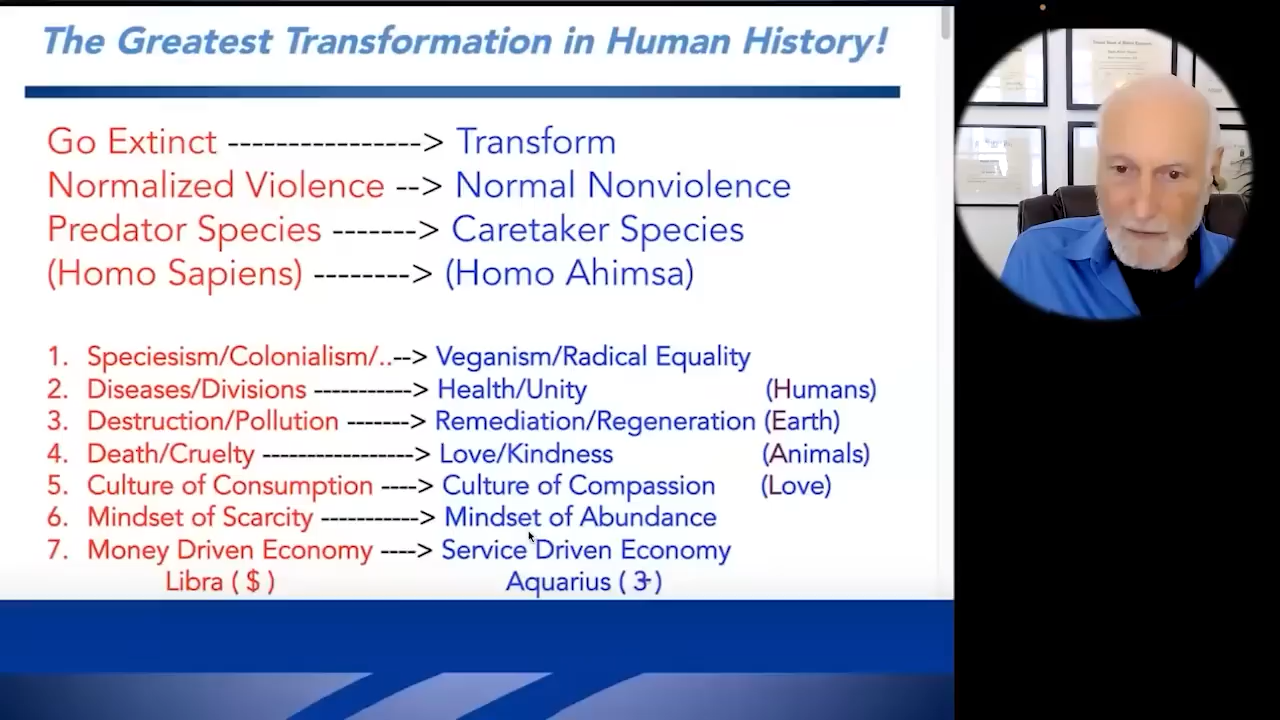 The Greatest Transformation in Human History!
Go Extinct ----------------> Transform
Normalized Violence --> Normal Nonviolence
Predator Species -------> Caretaker Species
(Homo Sapiens) --------> (Homo Ahimsa)
1. Speciesism/Colonialism/..--> Veganism/Radical Equality
2. Diseases/Divisions -----------> Health/Unity (Humans)
3. Destruction/Pollution -------> Remediation/Regeneration (Earth)
4. Death/Cruelty ----------------> Love/Kindness (Animals)
5. Culture of Consumption ----> Culture of Compassion (Love)
6. Mindset of Scarcity -----------> Mindset of Abundance
7. Money Driven Economy ----> Service Driven Economy
Libra ( $ ) Aquarius ( )